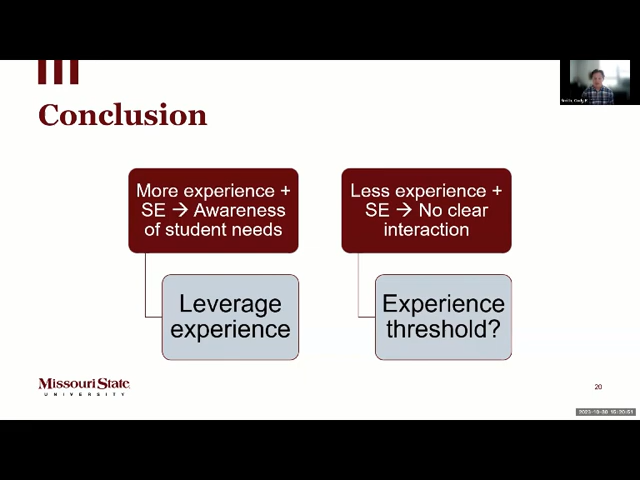 Conclusion
More experience +
SE → Awareness
of student needs
Less experience +
SE → No clear
interaction
Leverage
experience
Experience
threshold?
Missouri State
UNIVERSITY
20